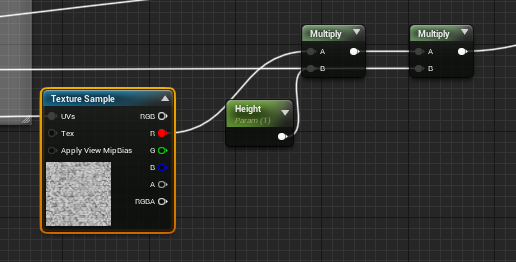 Multiply
A
B
Multiply
A
B
Texture Sample
UVs
RGB
Tex
R
Apply View MipBias
G
B
A
RGBA
Height
Param (1)